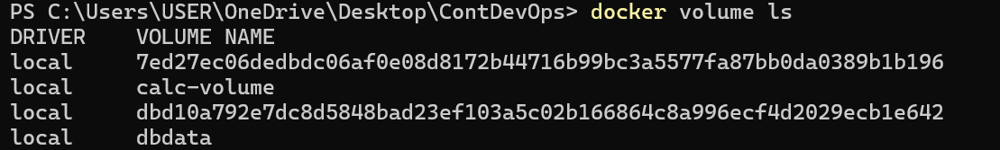 PS C:\Users\USER\OneDrive\Desktop\ContDevOps> docker volume ls
DRIVER    VOLUME NAME
local     7ed27ec06dedbdc06af0e08d8172b44716b99bc3a5577fa87bb0da0389b1b196
local     calc-volume
local     dbd10a792e7dc8d5848bad23ef103a5c02b166864c8a996ecf4d2029ecb1e642
local     dbdata